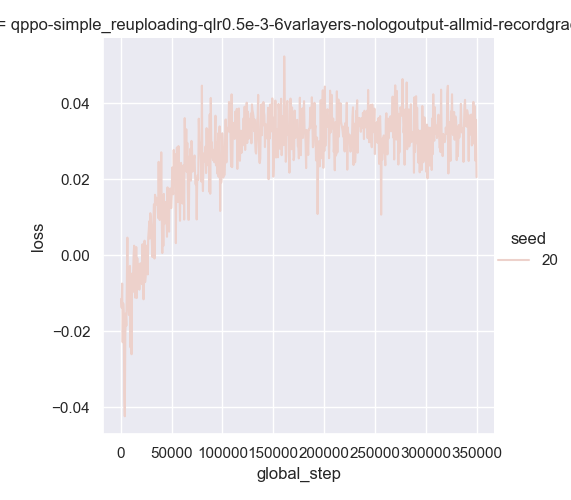 = qppo-simple_reuploading-qlr0.5e-3-6varlayers-nologoutput-allmid-recordgrad
0.04
0.02
0.00
−0.02
−0.04
loss
seed
20
0 50000 100000 150000 200000 250000 300000 350000
global_step